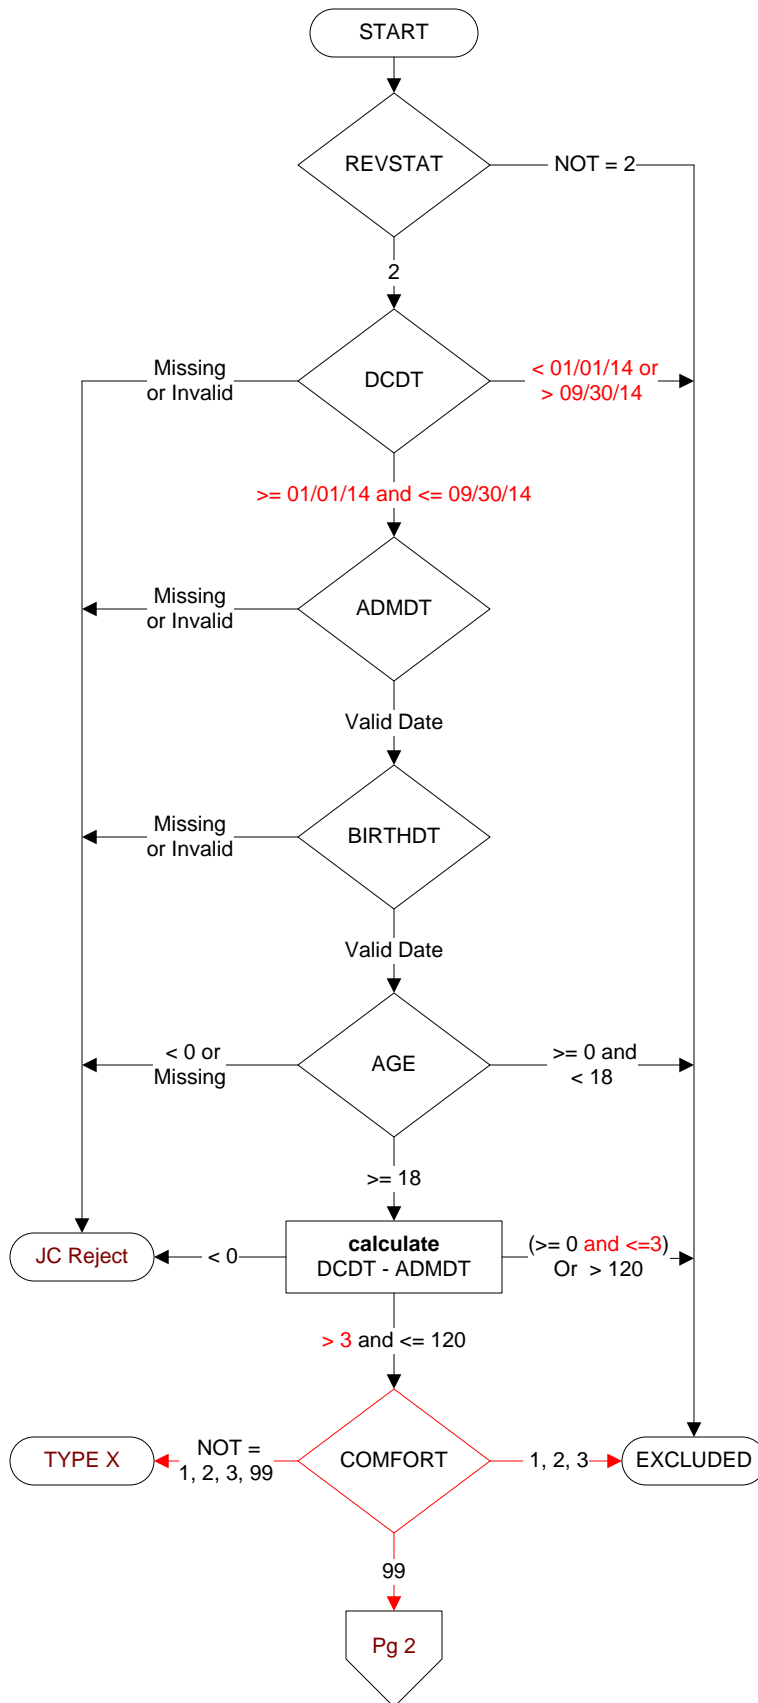 START
REVSTAT
NOT = 2
2
Missing
or Invalid
DCDT
< 01/01/14 or
> 09/30/14
>= 01/01/14 and <= 09/30/14
Missing
or Invalid
ADMDT
Valid Date
Missing
or Invalid
BIRTHDT
Valid Date
< 0 or
Missing
AGE
>= 0 and
< 18
>= 18
JC Reject
< 0
calculate
DCDT - ADMDT
(>= 0 and <=3)
Or > 120
> 3 and <= 120
TYPE X
NOT =
1, 2, 3, 99
COMFORT
1, 2, 3
EXCLUDED
99
Pg 2